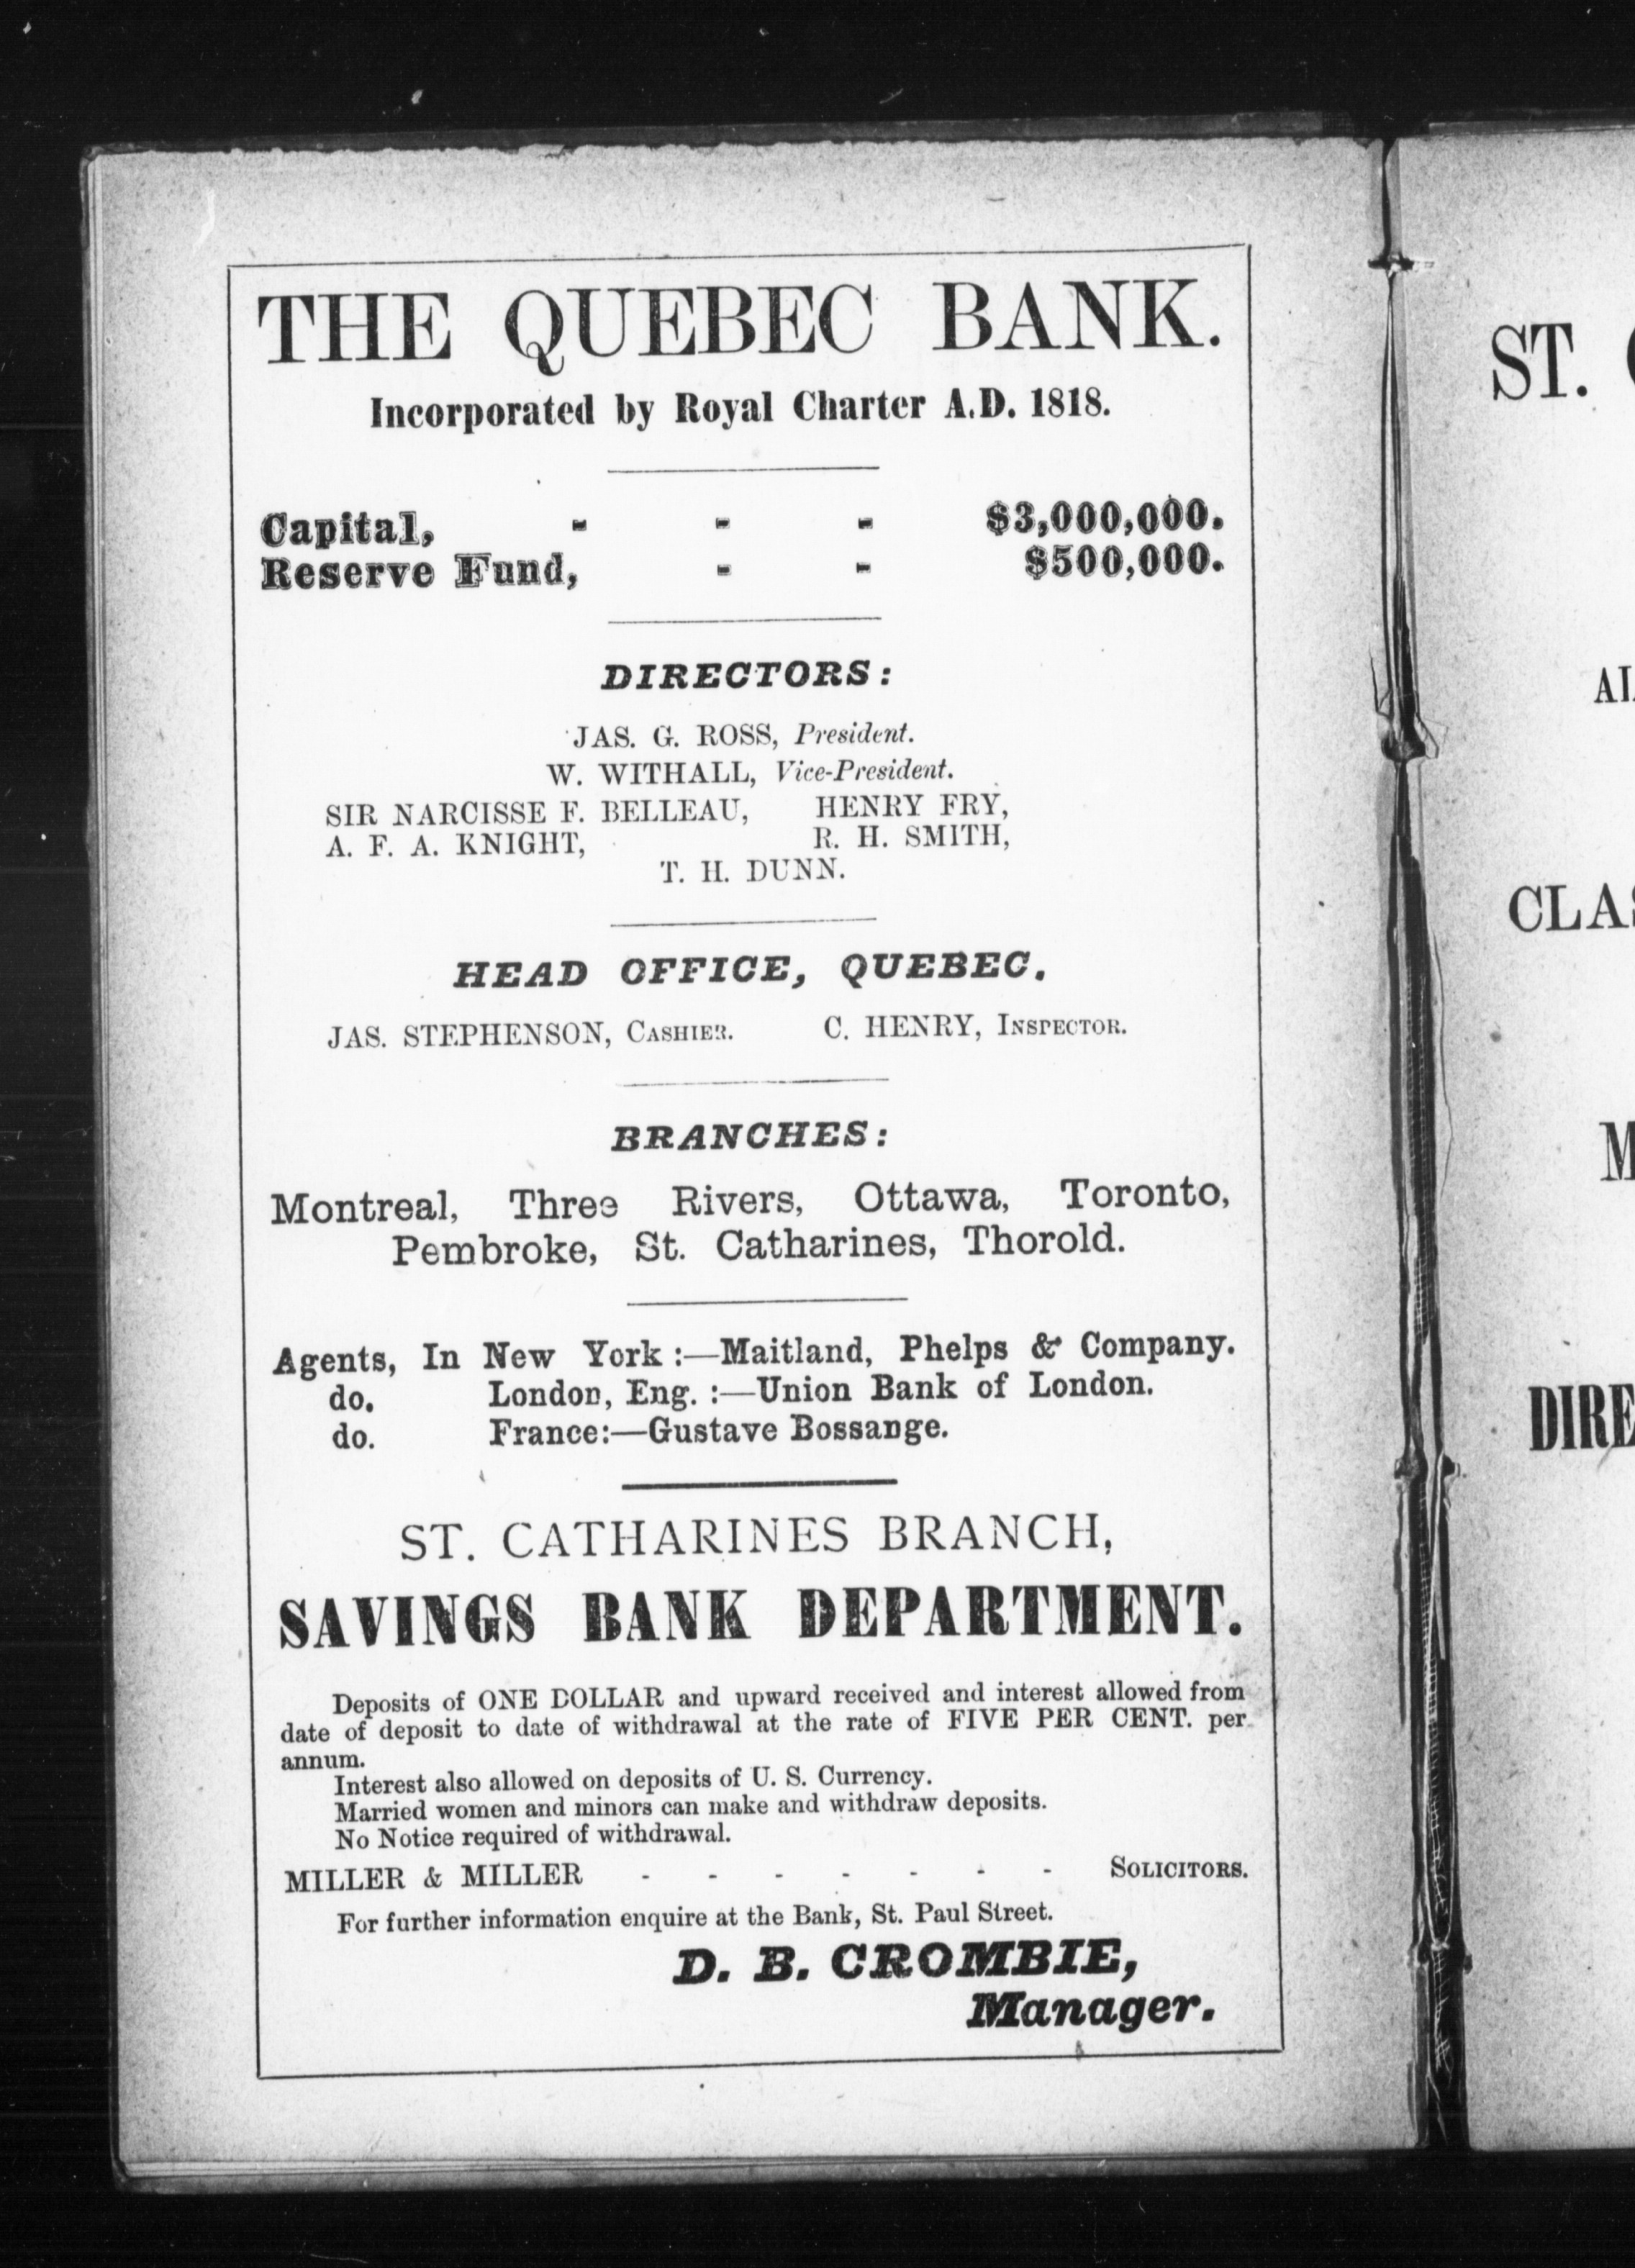 THE QUEBEC BANK.
Incorporated by Royal Charter A.D. 1818.
Capital, - - - $3,000,000.
Reserve Fund, - - $500,000.
DIRECTORS:
JAS. G. ROSS, President.
W. WITHALL, Vice-President.
SIR NARCISSE F. BELLEAU, HENRY FRY,
A. F. A. KNIGHT, R. H. SMITH,
T. H. DUNN.
HEAD OFFICE, QUEBEC.
JAS. STEPHENSON, CASHIER. C. HENRY, INSPECTOR.
BRANCHES:
Montreal, Three Rivers, Ottawa, Toronto,
Pembroke, St. Catharines, Thorold.
Agents, In New York :—Maitland, Phelps & Company.
do. London, Eng. :—Union Bank of London.
do. France:—Gustave Bossange.
ST. CATHARINES BRANCH,
SAVINGS BANK DEPARTMENT.
Deposits of ONE DOLLAR and upward received and interest allowed from
date of deposit to date of withdrawal at the rate of FIVE PER CENT. per
annum.
Interest also allowed on deposits of U. S. Currency.
Married women and minors can make and withdraw deposits.
No Notice required of withdrawal.
MILLER & MILLER - - - - - - - SOLICITORS.
For further information enquire at the Bank, St. Paul Street.
D. B. CROMBIE,
Manager.
ST.